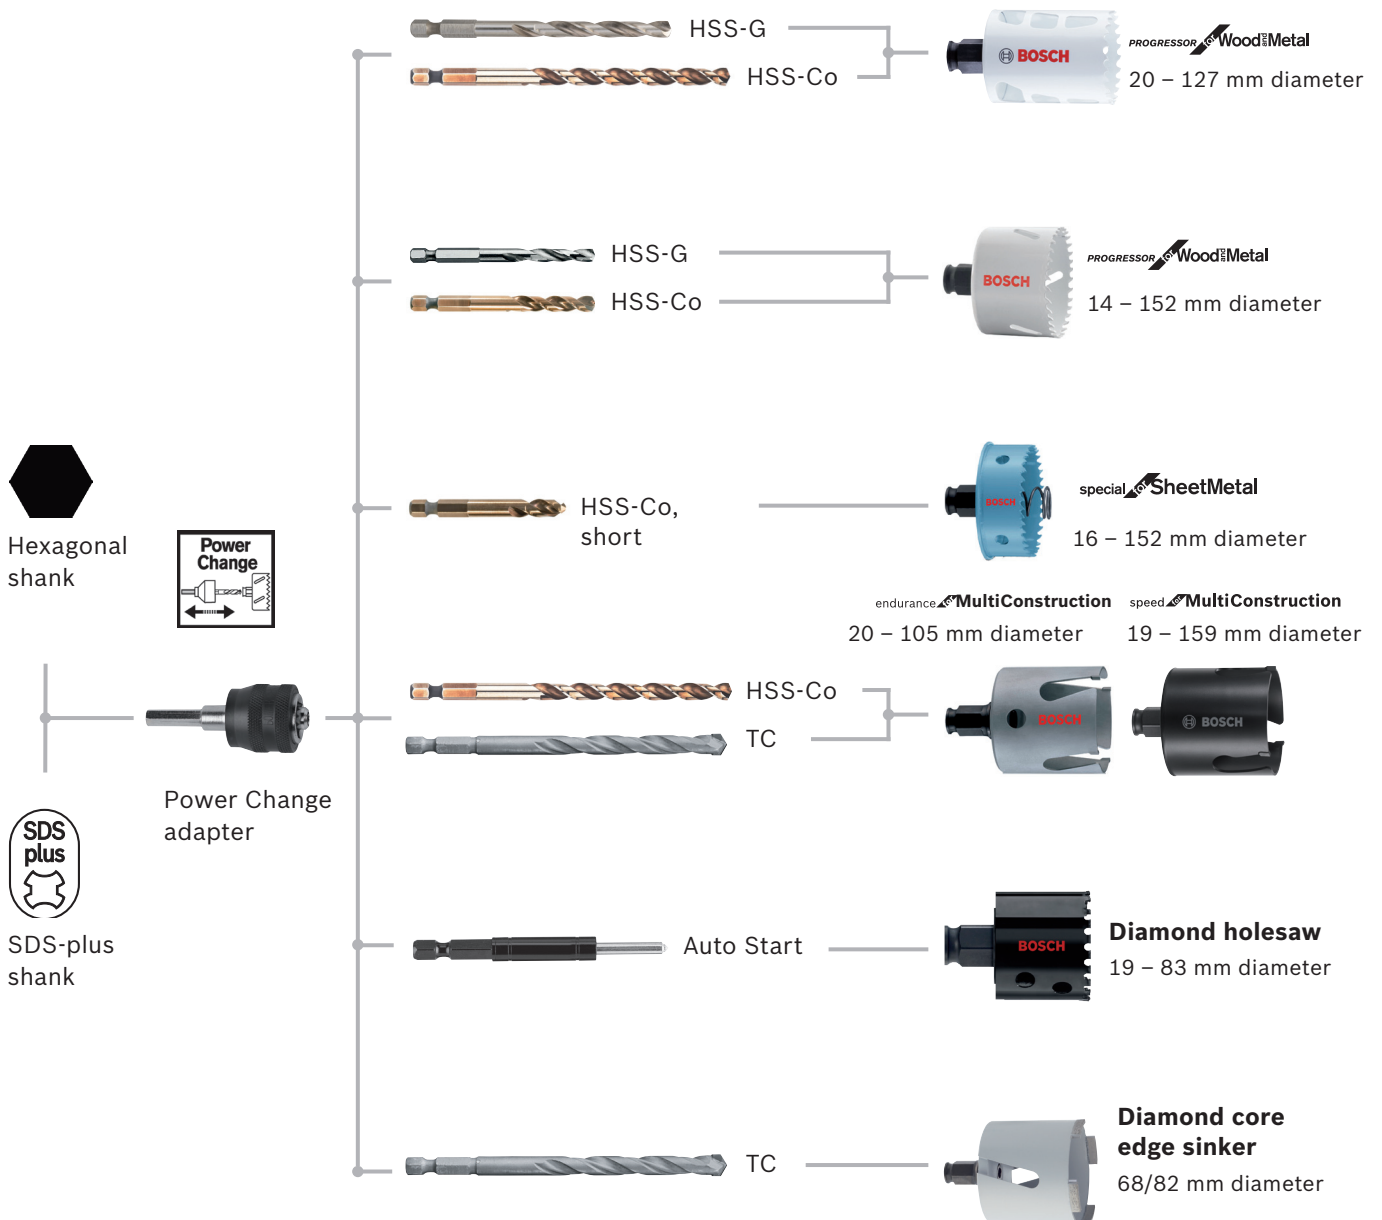 HSS-G
HSS-Co
BOSCH
PROGRESSOR for Wood and Metal
20 – 127 mm diameter
HSS-G
HSS-Co
BOSCH
PROGRESSOR for Wood and Metal
14 – 152 mm diameter
Hexagonal
shank
Power
Change
HSS-Co,
short
BOSCH
special for SheetMetal
16 – 152 mm diameter
endurance for MultiConstruction
20 – 105 mm diameter
speed for MultiConstruction
19 – 159 mm diameter
HSS-Co
TC
BOSCH
BOSCH
Power Change
adapter
SDS
plus
SDS-plus
shank
Auto Start
BOSCH
Diamond holesaw
19 – 83 mm diameter
TC
Diamond core
edge sinker
68/82 mm diameter